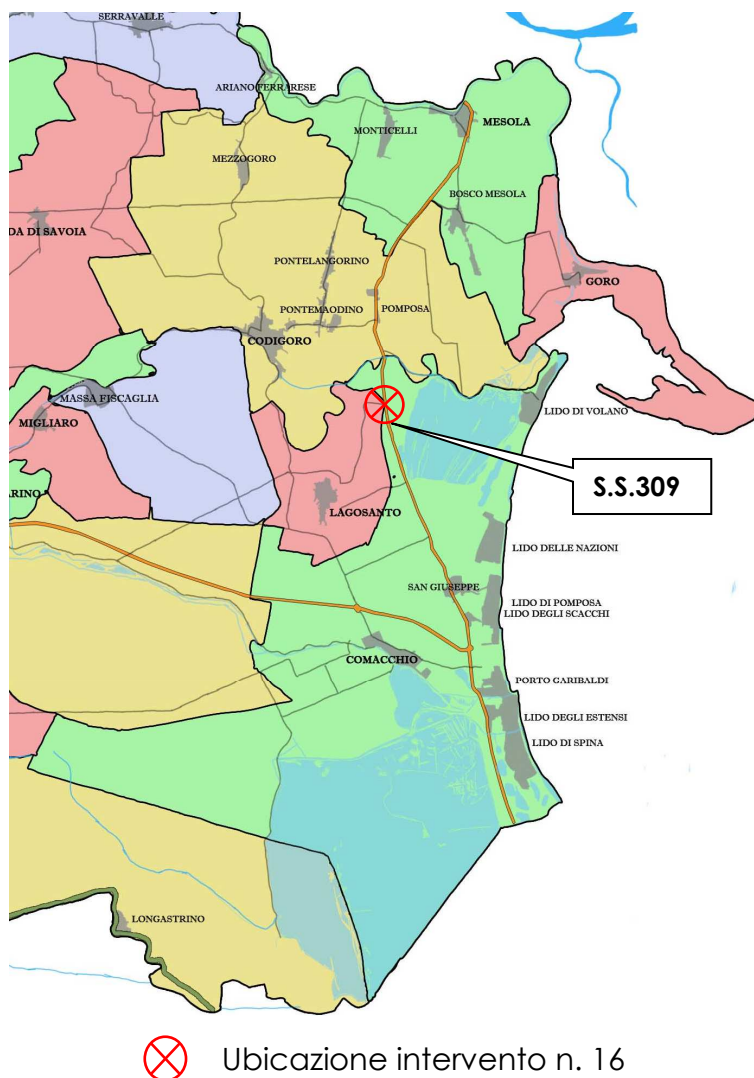 SERRAVALLE
ARIANO FERRARESE
MONTICELLI
MESOLA
MEZZOGORO
BOSCO MESOLA
DA DI SAVOIA
PONTELANGORINO
GORO
PONTEMAODINO
POMPOSA
CODIGORO
MASSA FISCAGLIA
LIDO DI VOLANO
MIGLIARO
S.S.309
ARINO
LAGOSANTO
LIDO DELLE NAZIONI
SAN GIUSEPPE
LIDO DI POMPOSA
LIDO DEGLI SCACCHI
COMACCHIO
PORTO GARIBALDI
LIDO DEGLI ESTENSI
LIDO DI SPINA
LONGASTRINO
Ubicazione intervento n. 16